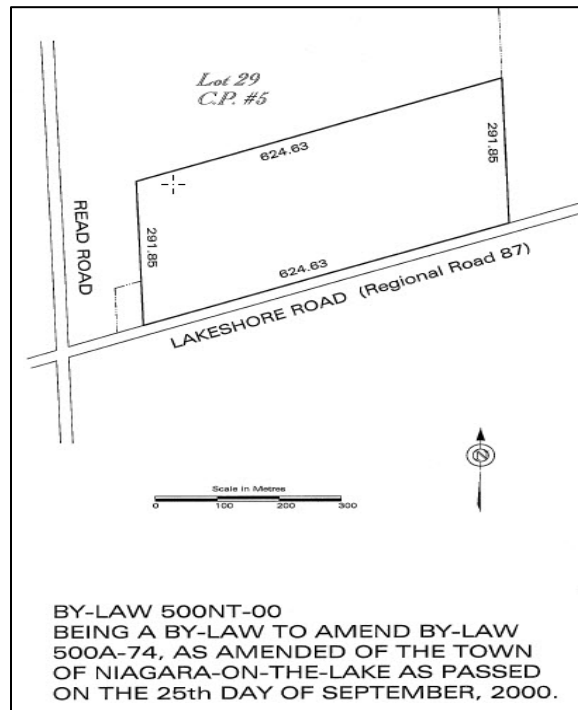 Lot 29
C.P. #5
624.63
291.85
291.85
READ ROAD
624.63
LAKESHORE ROAD (Regional Road 87)
Scale in Metres
0 100 200 300
BY-LAW 500NT-00
BEING A BY-LAW TO AMEND BY-LAW
500A-74, AS AMENDED OF THE TOWN
OF NIAGARA-ON-THE-LAKE AS PASSED
ON THE 25th DAY OF SEPTEMBER, 2000.